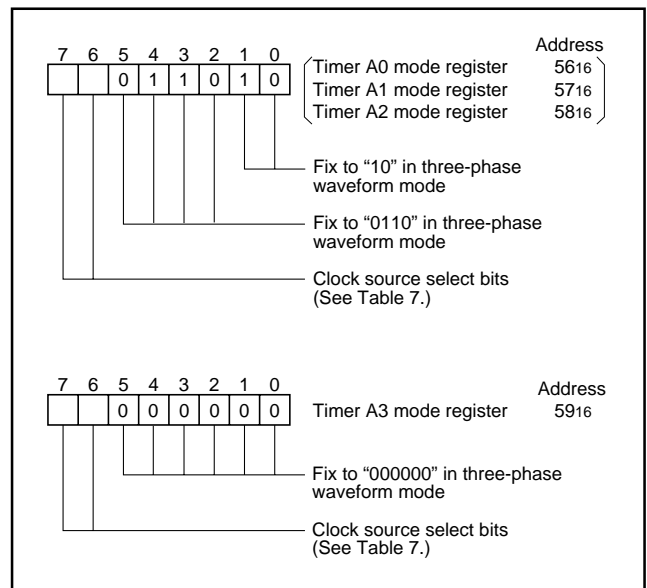 Address
7 6 5 4 3 2 1 0
0 1 1 0 1 0
Timer A0 mode register 5616
Timer A1 mode register 5716
Timer A2 mode register 5816
Fix to “10” in three-phase
waveform mode
Fix to “0110” in three-phase
waveform mode
Clock source select bits
(See Table 7.)
7 6 5 4 3 2 1 0
Address
0 0 0 0 0 0
Timer A3 mode register 5916
Fix to “000000” in three-phase
waveform mode
Clock source select bits
(See Table 7.)